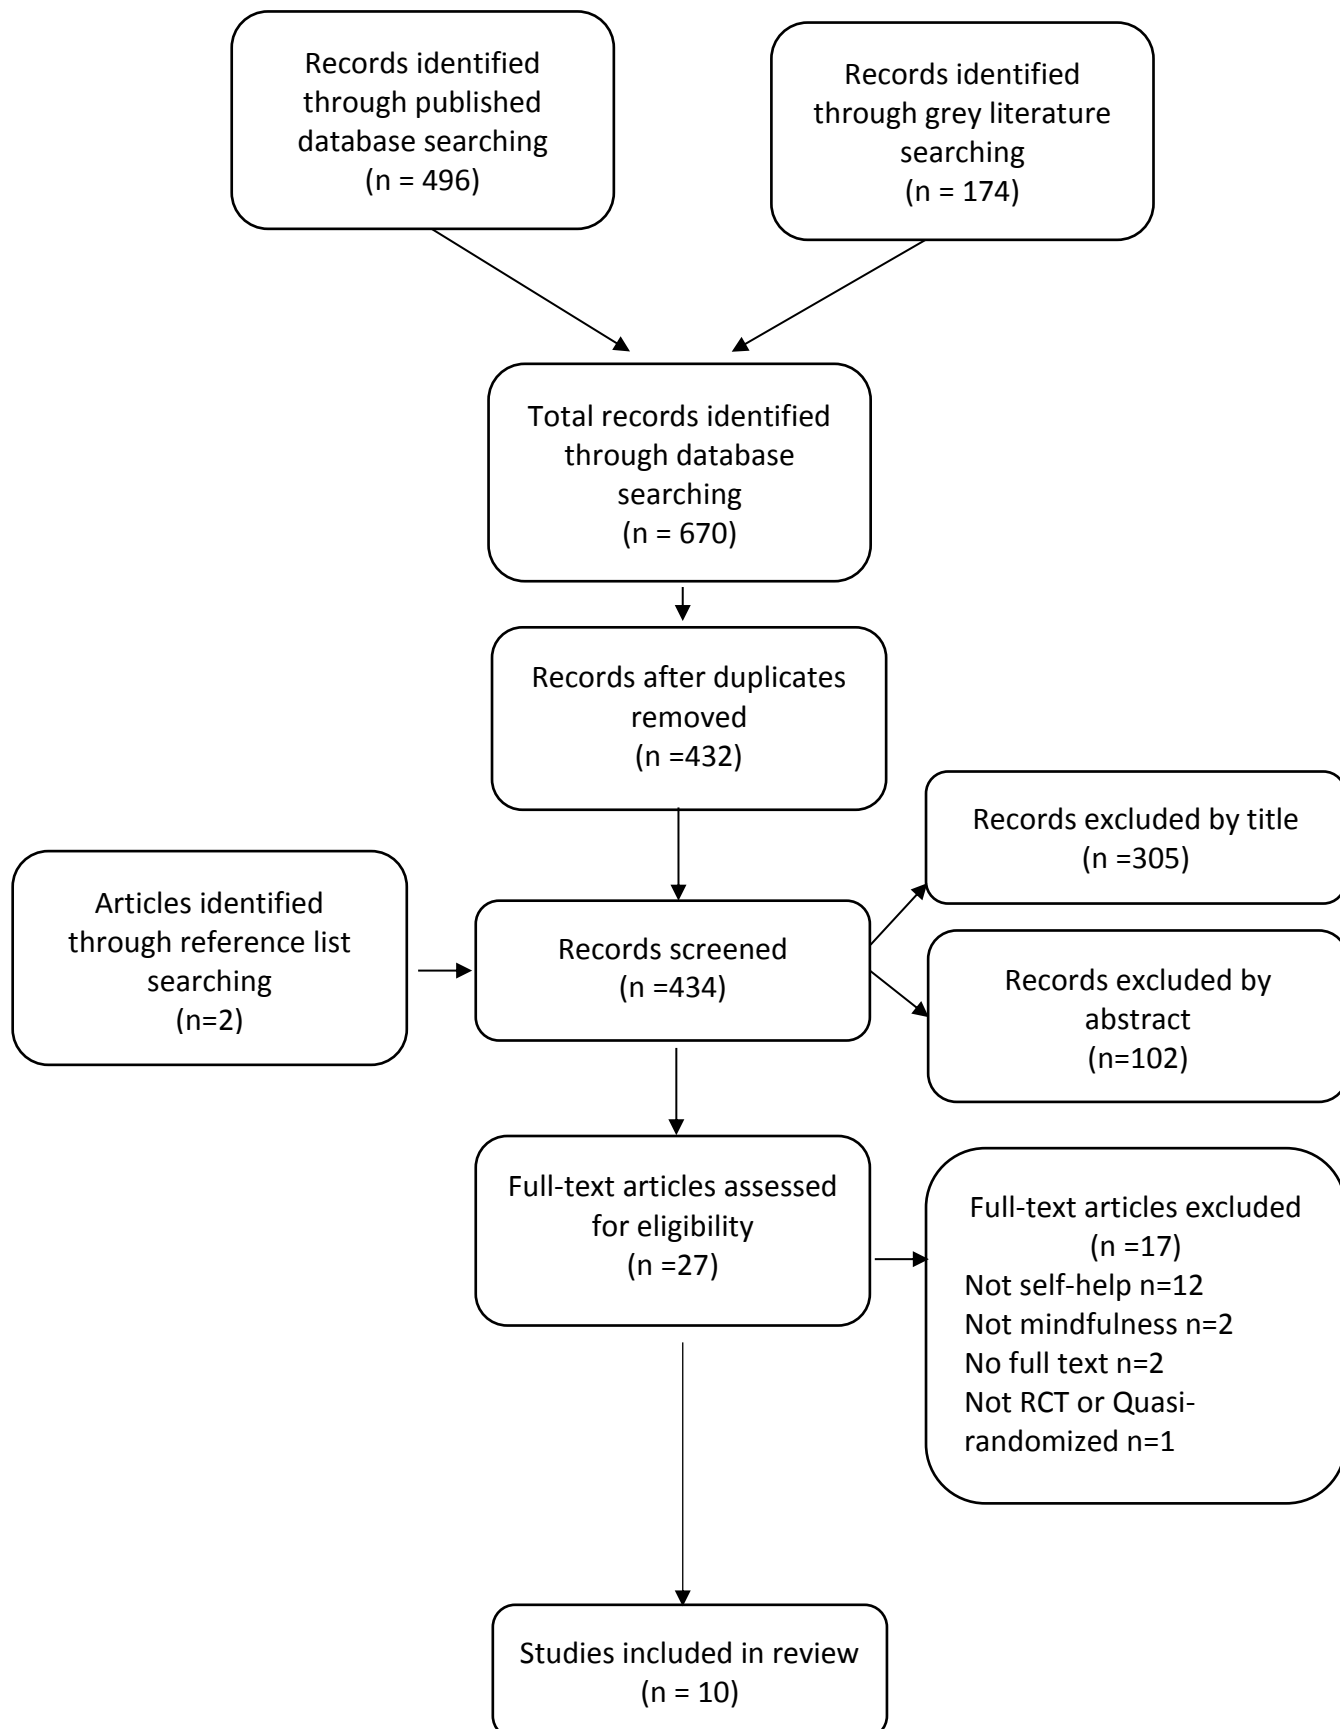 Records identified
through published
database searching
(n = 496)
Records identified
through grey literature
searching
(n = 174)
Total records identified
through database
searching
(n = 670)
Records after duplicates
removed
(n =432)
Records excluded by title
(n =305)
Articles identified
through reference list
searching
(n=2)
Records screened
(n =434)
Records excluded by
abstract
(n=102)
Full-text articles assessed
for eligibility
(n =27)
Full-text articles excluded
(n =17)
Not self-help n=12
Not mindfulness n=2
No full text n=2
Not RCT or Quasi-
randomized n=1
Studies included in review
(n = 10)